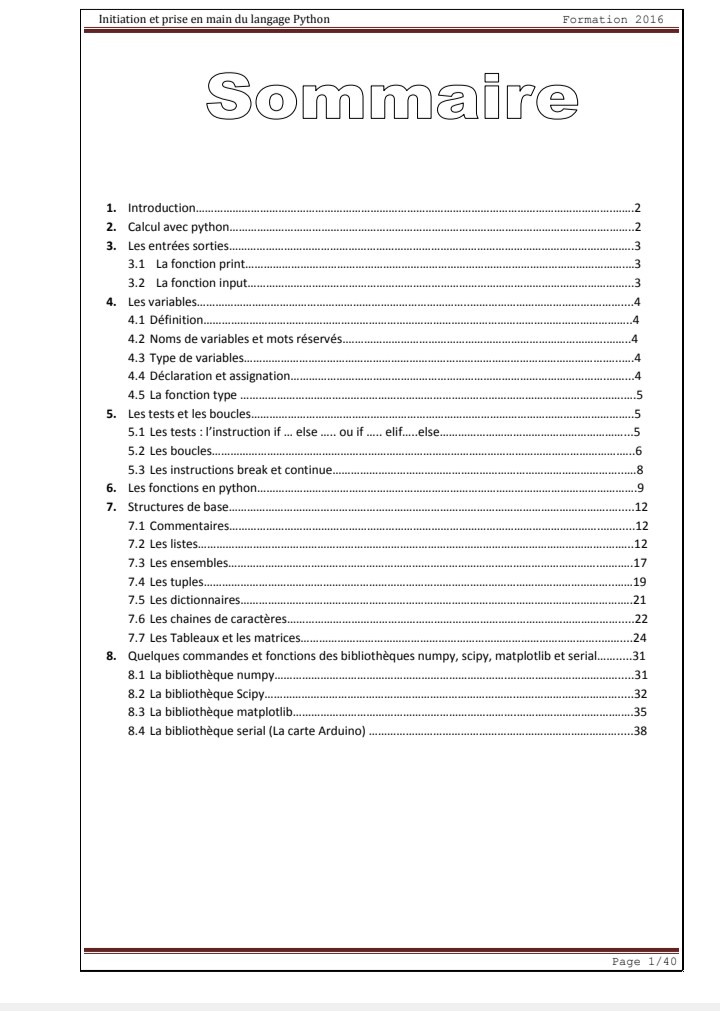 Initiation et prise en main du langage Python Formation 2016
Sommaire
1. Introduction……………………………………………………………………………………………………………2
2. Calcul avec python……………………………………………………………………………………………………2
3. Les entrées sorties……………………………………………………………………………………………………3
3.1 La fonction print…………………………………………………………………………………………………3
3.2 La fonction input…………………………………………………………………………………………………3
4. Les variables……………………………………………………………………………………………………………4
4.1 Définition……………………………………………………………………………………………………………4
4.2 Noms de variables et mots réservés…………………………………………………………………………4
4.3 Type de variables…………………………………………………………………………………………………4
4.4 Déclaration et assignation………………………………………………………………………………………4
4.5 La fonction type …………………………………………………………………………………………………5
5. Les tests et les boucles………………………………………………………………………………………………5
5.1 Les tests : l’instruction if … else ….. ou if ….. elif…..else………………………………………………5
5.2 Les boucles…………………………………………………………………………………………………………6
5.3 Les instructions break et continue……………………………………………………………………………8
6. Les fonctions en python………………………………………………………………………………………………9
7. Structures de base……………………………………………………………………………………………………12
7.1 Commentaires………………………………………………………………………………………………………12
7.2 Les listes……………………………………………………………………………………………………………12
7.3 Les ensembles………………………………………………………………………………………………………17
7.4 Les tuples……………………………………………………………………………………………………………19
7.5 Les dictionnaires…………………………………………………………………………………………………21
7.6 Les chaines de caractères………………………………………………………………………………………22
7.7 Les Tableaux et les matrices……………………………………………………………………………………24
8. Quelques commandes et fonctions des bibliothèques numpy, scipy, matplotlib et serial……....31
8.1 La bibliothèque numpy……………………………………………………………………………………………31
8.2 La bibliothèque Scipy……………………………………………………………………………………………32
8.3 La bibliothèque matplotlib………………………………………………………………………………………35
8.4 La bibliothèque serial (La carte Arduino) …………………………………………………………………38
Page 1/40